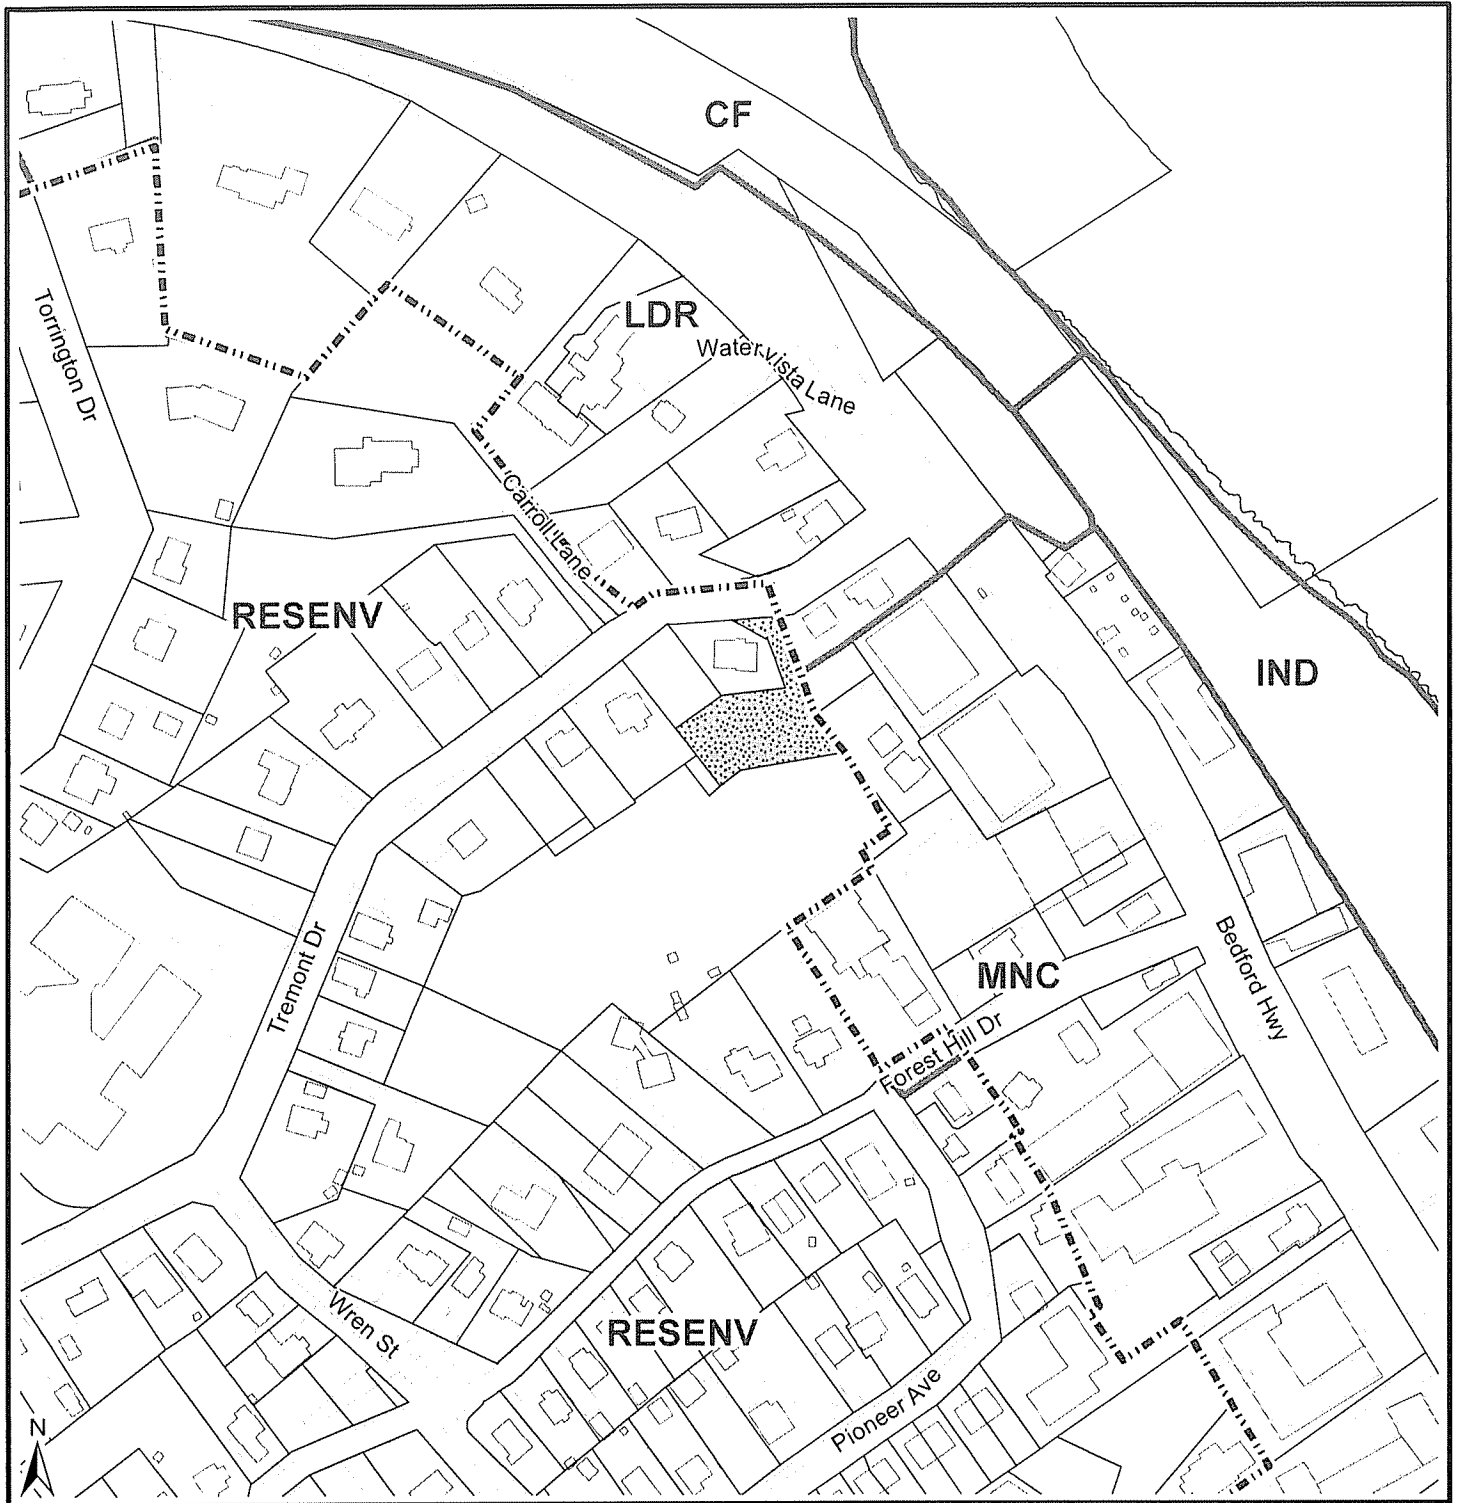 CF
Torrington Dr
LDR
Watervista Lane
Carroll Lane
RESENV
IND
Tremont Dr
MNC
Bedford Hwy
Forest Hill Dr
Wren St
RESENV
Pioneer Ave
N